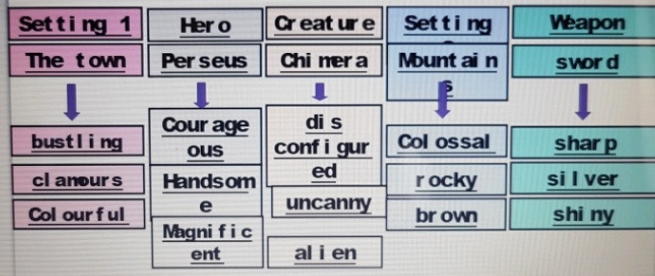 Setting 1
Hero
Creature
Setting
Weapon
The town
Perseus
Chimera
Mountain
s
sword
bustling
Courage
ous
dis
configur
ed
Colossal
sharp
clamours
Handsom
e
uncanny
rocky
silver
Colourful
Magnific
ent
alien
brown
shiny